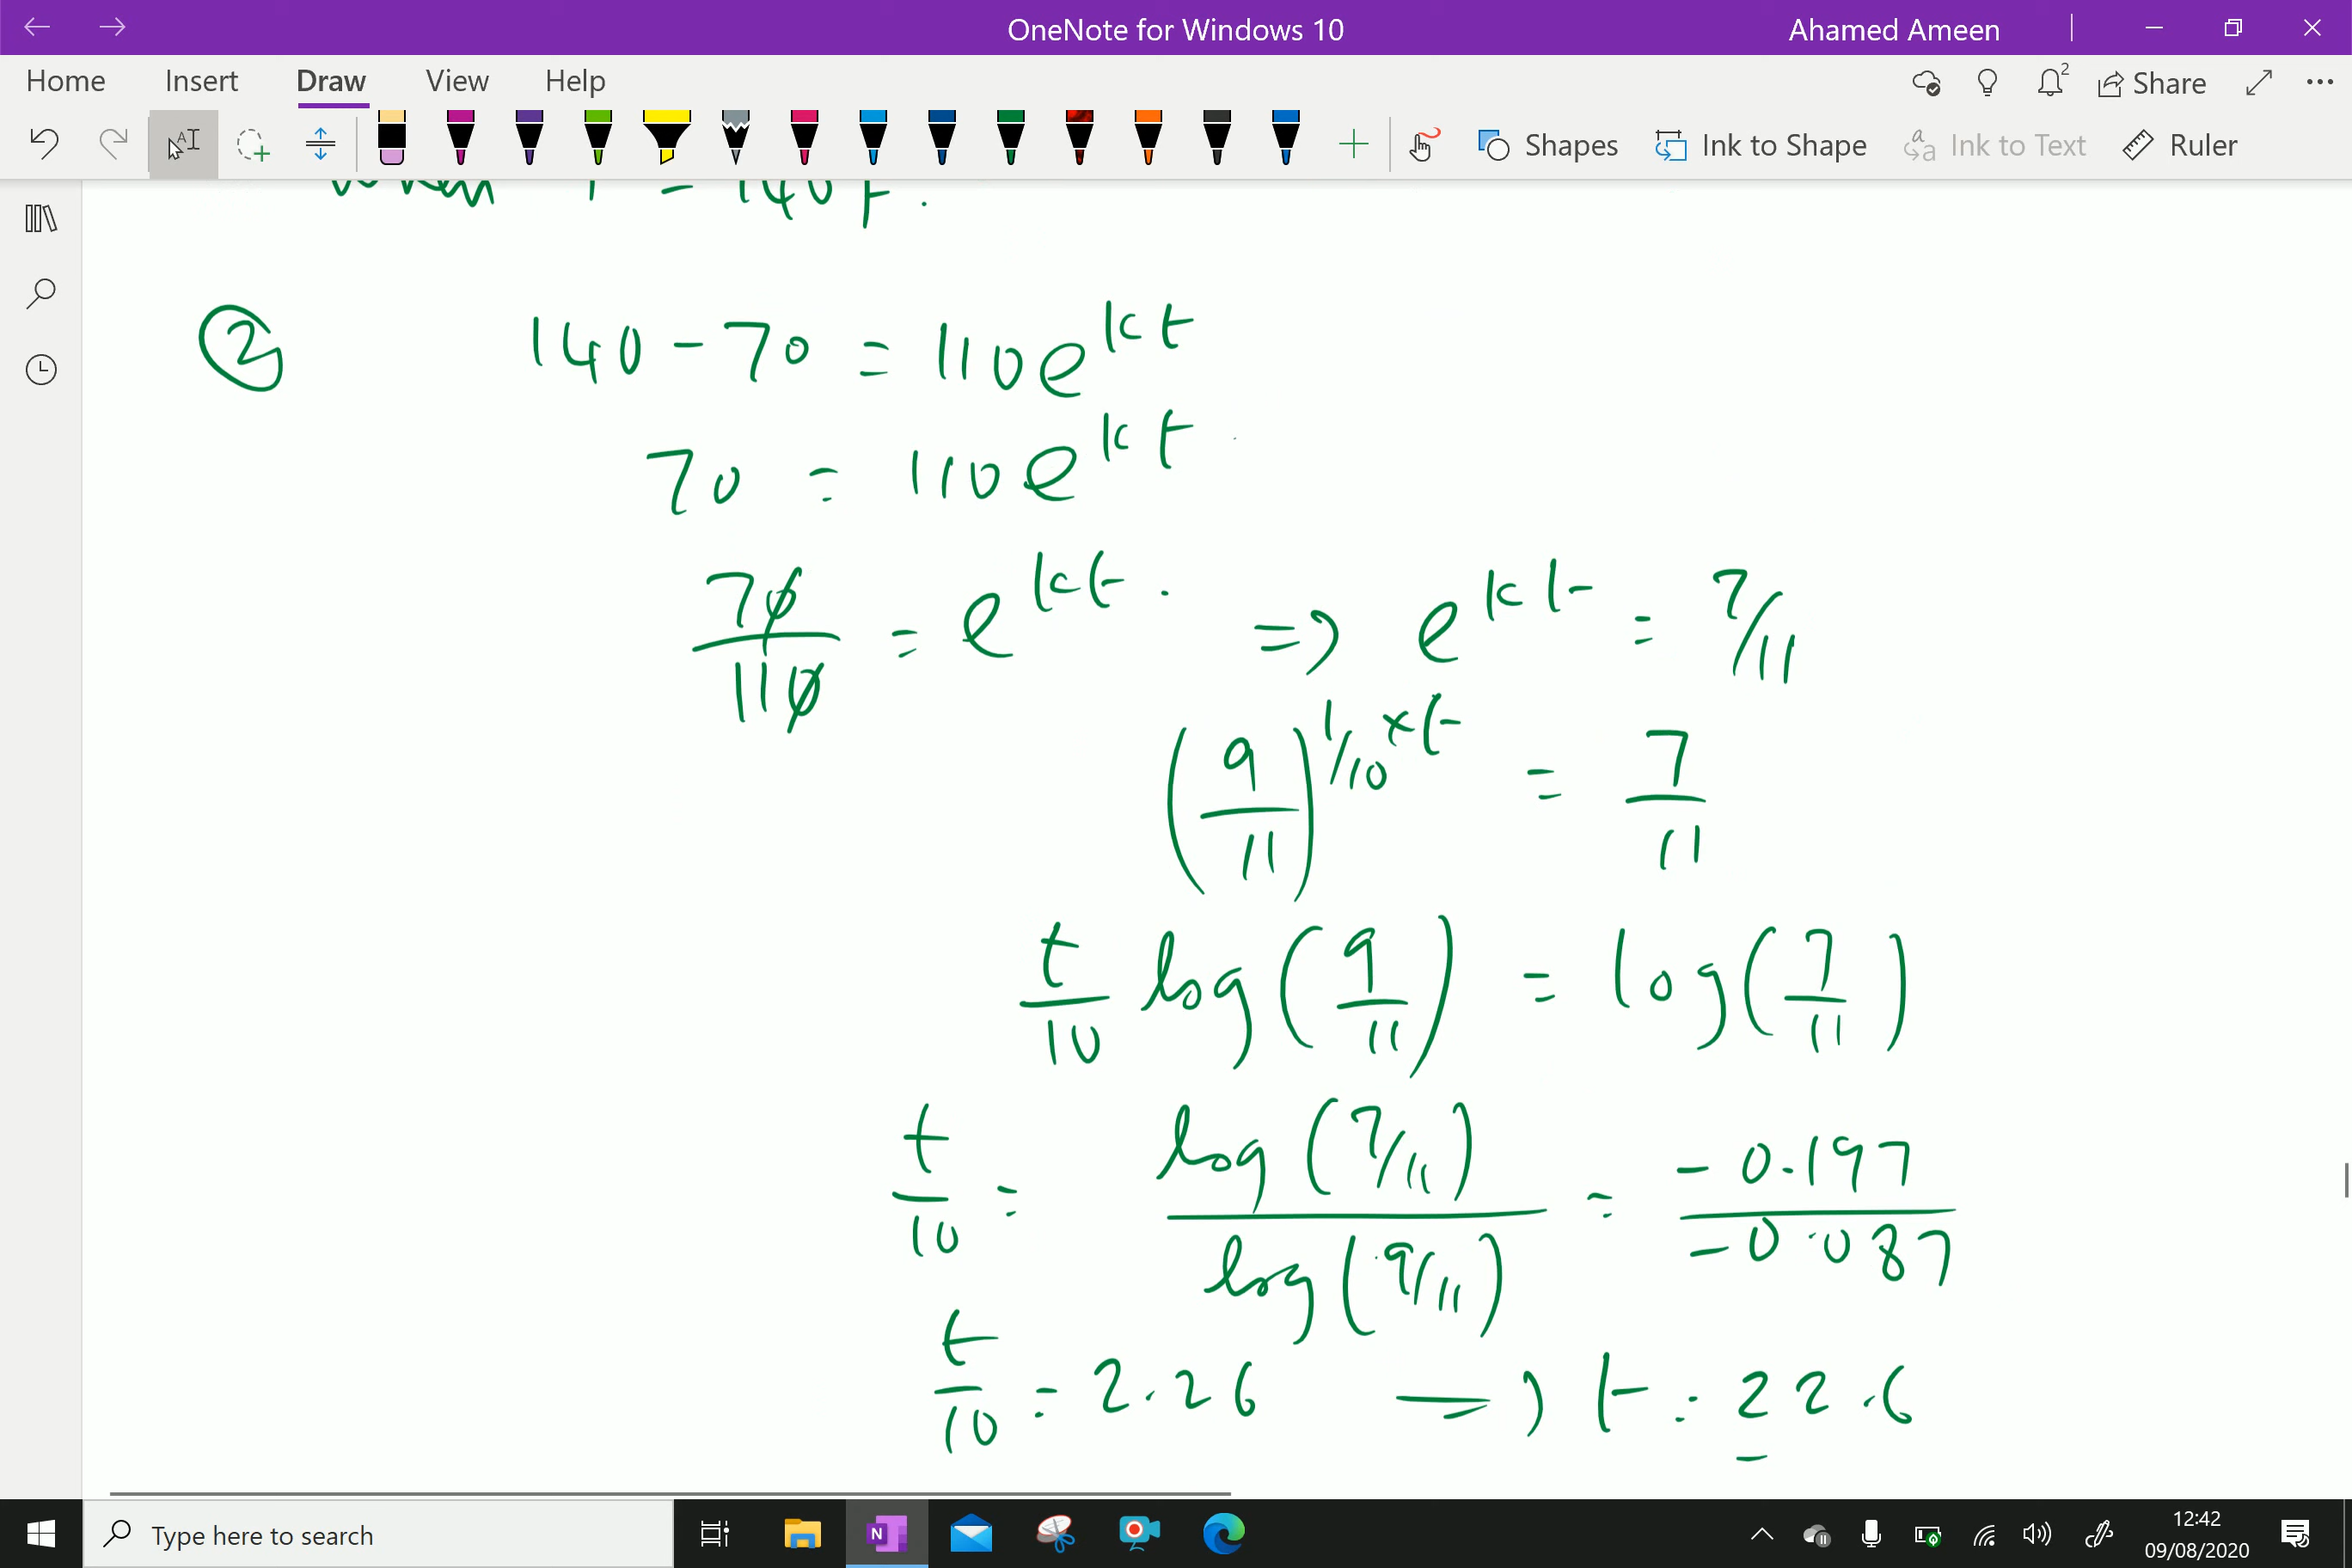 OneNote for Windows 10
Ahamed Ameen
Home Insert Draw View Help
2
Share
Shapes Ink to Shape Ink to Text Ruler
when T = 140 F.
② 140 - 70 = 110e^kt
70 = 110e^kt
70/110 = e^kt. => e^kt = 7/11
(9/11)^1/10 × t = 7/11
t/10 log(9/11) = log(7/11)
t/10 = log(7/11)/log(9/11) = -0.197/-0.087
t/10 = 2.26 => t = 22.6
Type here to search
N
12:42
09/08/2020